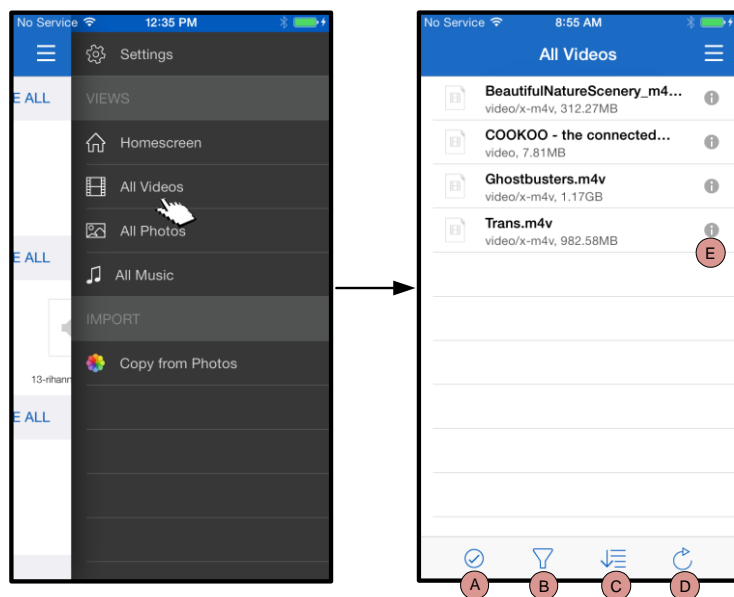 No Service 12:35 PM
Settings
E ALL
VIEWS
Homescreen
All Videos
All Photos
E ALL
All Music
IMPORT
Copy from Photos
13-rihann
E ALL
No Service 8:55 AM
All Videos
BeautifulNatureScenery_m4...
video/x-m4v, 312.27MB
COOKOO - the connected...
video, 7.81MB
Ghostbusters.m4v
video/x-m4v, 1.17GB
Trans.m4v
video/x-m4v, 982.58MB
E
A B C D